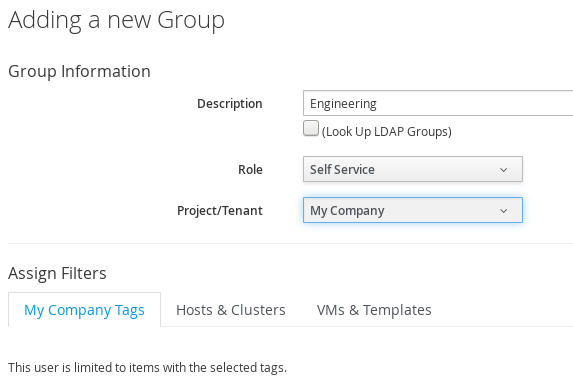 Adding a new Group
Group Information
Description Engineering
(Look Up LDAP Groups)
Role Self Service
Project/Tenant My Company
Assign Filters
My Company Tags Hosts & Clusters VMs & Templates
This user is limited to items with the selected tags.